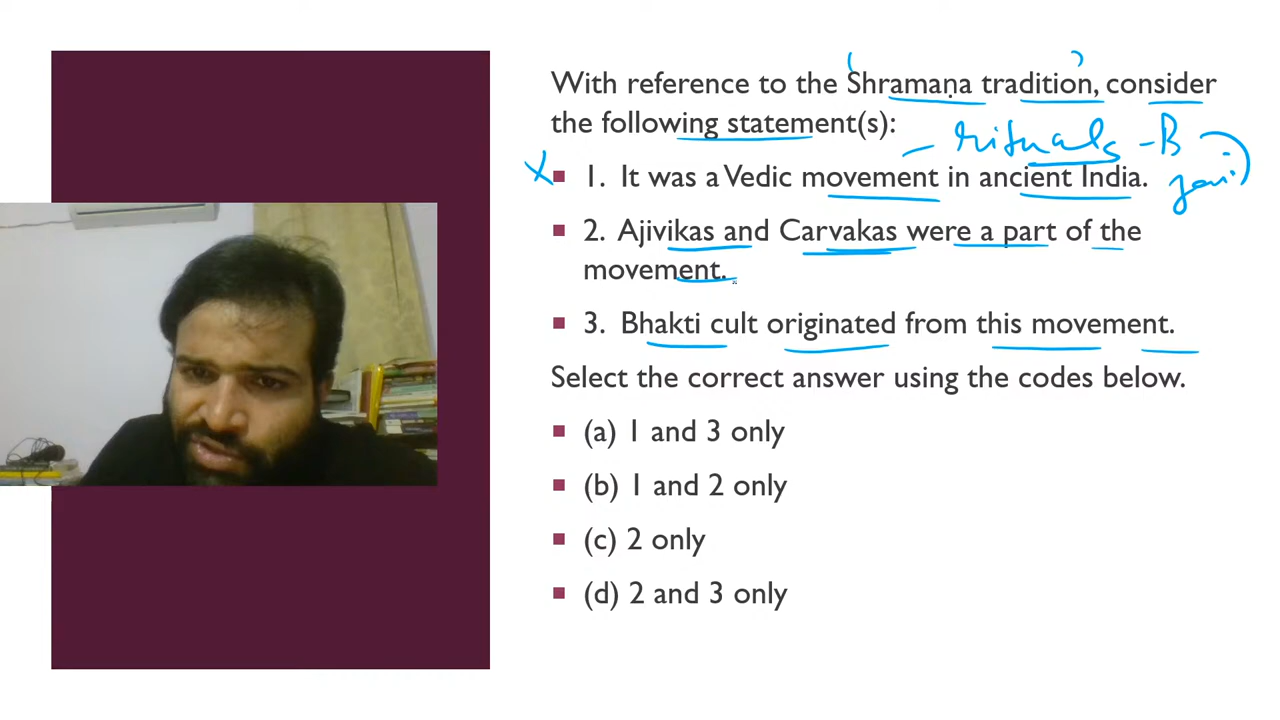 With reference to the Shramaṇa tradition, consider
the following statement(s):
- rituals - B
1. It was a Vedic movement in ancient India.
2. Ajivikas and Carvakas were a part of the
movement.
3. Bhakti cult originated from this movement.
Select the correct answer using the codes below.
(a) 1 and 3 only
(b) 1 and 2 only
(c) 2 only
(d) 2 and 3 only